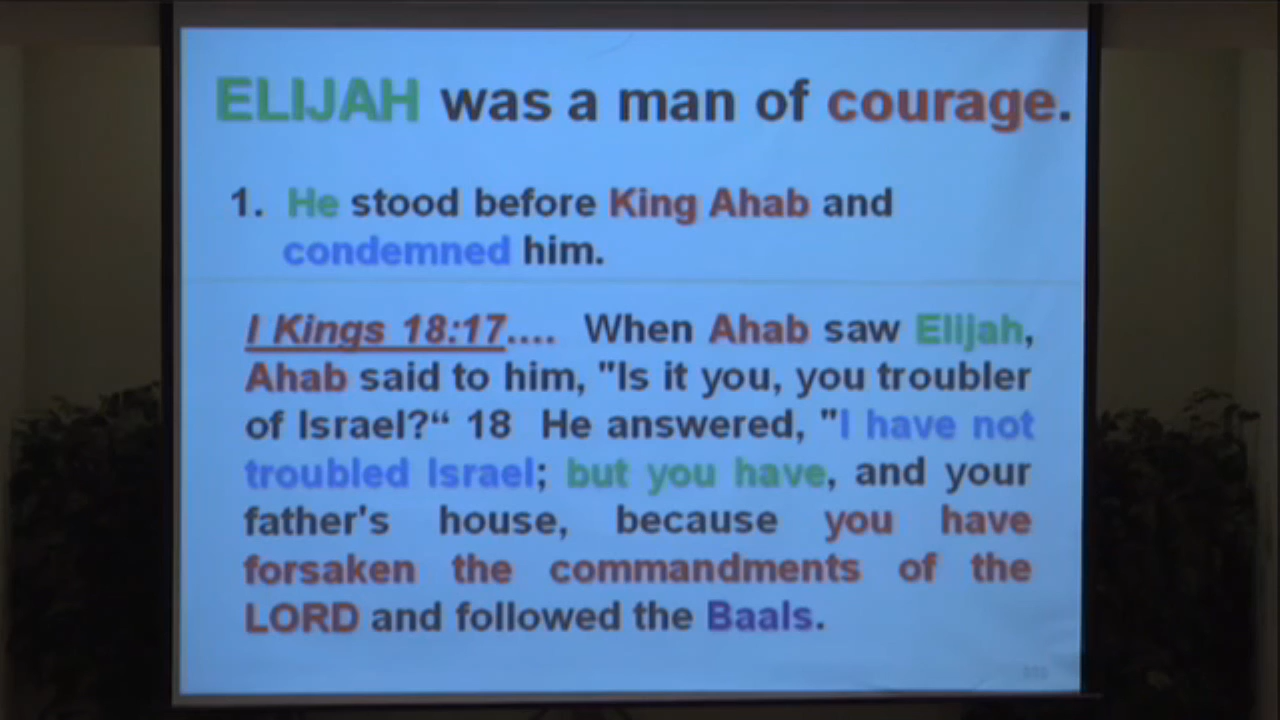 ELIJAH was a man of courage.
1. He stood before King Ahab and
condemned him.
I Kings 18:17.... When Ahab saw Elijah,
Ahab said to him, "Is it you, you troubler
of Israel?“ 18 He answered, "I have not
troubled Israel; but you have, and your
father's house, because you have
forsaken the commandments of the
LORD and followed the Baals.